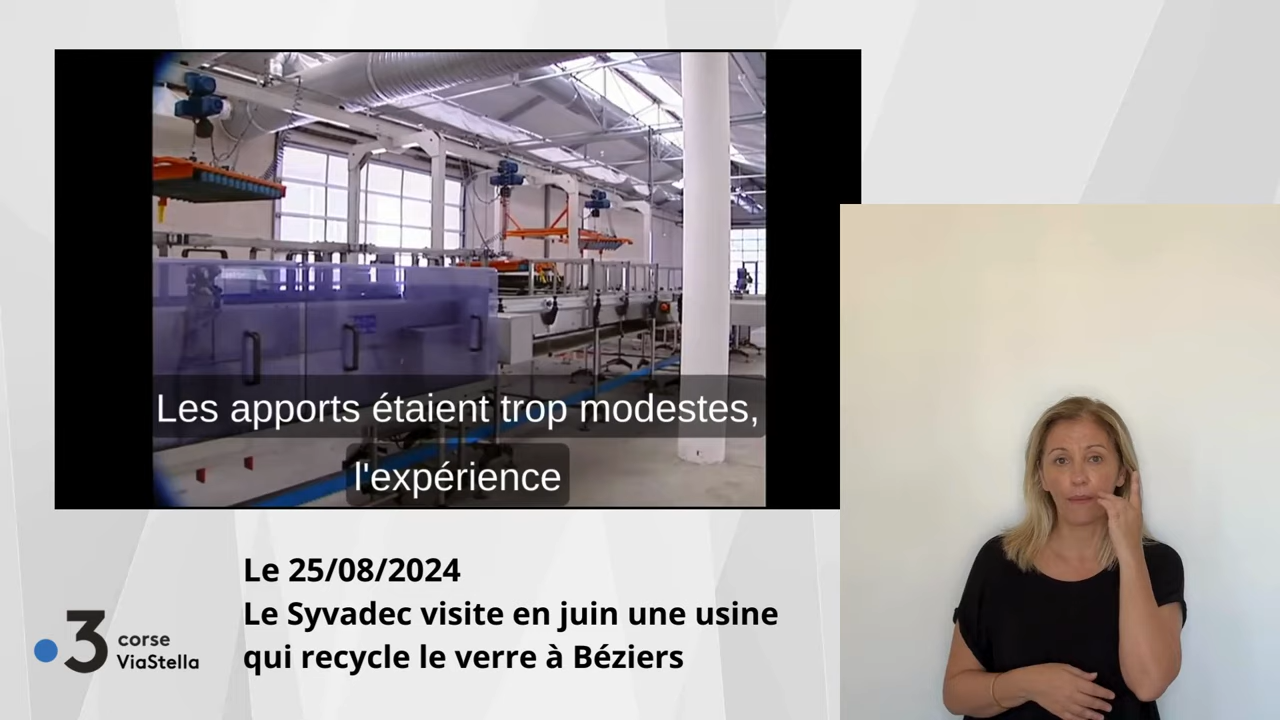 Les apports étaient trop modestes,
l'expérience
Le 25/08/2024
Le Syvadec visite en juin une usine
qui recycle le verre à Béziers
3 corse
ViaStella